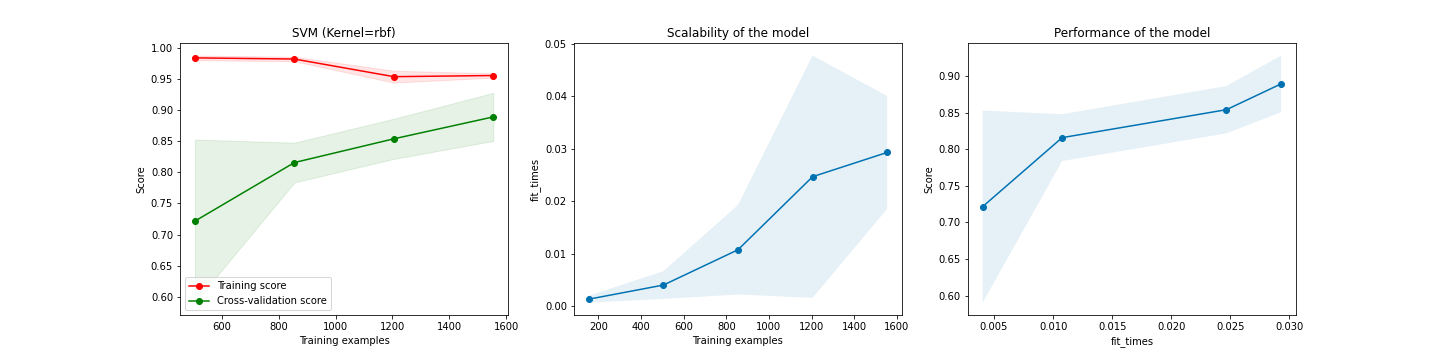 SVM (Kernel=rbf)
1.00
0.95
0.90
0.85
0.80
0.75
0.70
0.65
0.60
Score
Training score
Cross-validation score
600 800 1000 1200 1400 1600
Training examples
Scalability of the model
0.05
0.04
0.03
0.02
0.01
0.00
fit_times
200 400 600 800 1000 1200 1400 1600
Training examples
Performance of the model
0.90
0.85
0.80
0.75
0.70
0.65
0.60
Score
0.005 0.010 0.015 0.020 0.025 0.030
fit_times